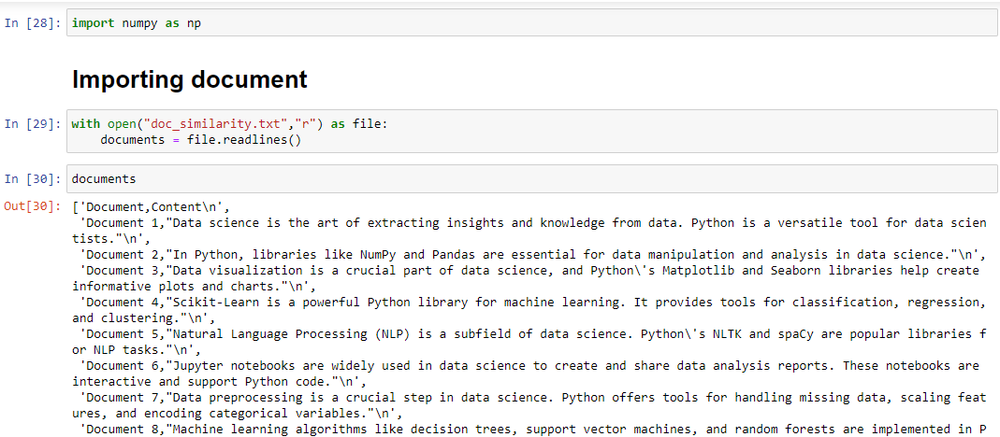 In [28]: import numpy as np
Importing document
In [29]: with open("doc_similarity.txt","r") as file:
    documents = file.readlines()
In [30]: documents
Out[30]: ['Document,Content\n',
 'Document 1,"Data science is the art of extracting insights and knowledge from data. Python is a versatile tool for data scien
tists."\n',
 'Document 2,"In Python, libraries like NumPy and Pandas are essential for data manipulation and analysis in data science."\n',
 'Document 3,"Data visualization is a crucial part of data science, and Python\'s Matplotlib and Seaborn libraries help create
informative plots and charts."\n',
 'Document 4,"Scikit-Learn is a powerful Python library for machine learning. It provides tools for classification, regression,
and clustering."\n',
 'Document 5,"Natural Language Processing (NLP) is a subfield of data science. Python\'s NLTK and spaCy are popular libraries f
or NLP tasks."\n',
 'Document 6,"Jupyter notebooks are widely used in data science to create and share data analysis reports. These notebooks are
interactive and support Python code."\n',
 'Document 7,"Data preprocessing is a crucial step in data science. Python offers tools for handling missing data, scaling feat
ures, and encoding categorical variables."\n',
 'Document 8,"Machine learning algorithms like decision trees, support vector machines, and random forests are implemented in P